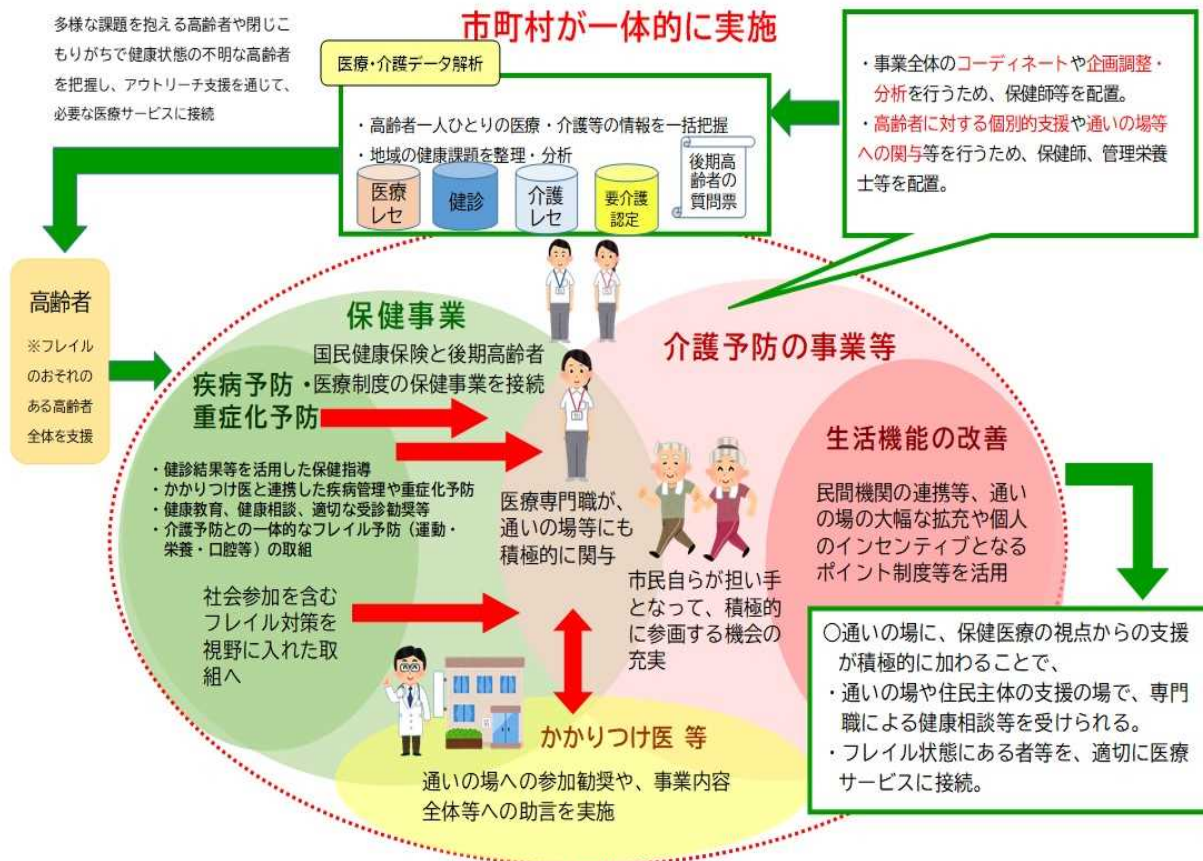 市町村が一体的に実施
多様な課題を抱える高齢者や閉じこ
もりがちで健康状態の不明な高齢者
を把握し、アウトリーチ支援を通じて、
必要な医療サービスに接続
医療・介護データ解析
・高齢者一人ひとりの医療・介護等の情報を一括把握
・地域の健康課題を整理・分析
医療
レセ
健診
介護
レセ
要介護
認定
後期高
齢者の
質問票
・事業全体のコーディネートや企画調整・
分析を行うため、保健師等を配置。
・高齢者に対する個別的支援や通いの場等
への関与等を行うため、保健師、管理栄養
士等を配置。
高齢者
※フレイル
のおそれの
ある高齢者
全体を支援
保健事業
国民健康保険と後期高齢者
医療制度の保健事業を接続
疾病予防・
重症化予防
・健診結果等を活用した保健指導
・かかりつけ医と連携した疾病管理や重症化予防
・健康教育、健康相談、適切な受診勧奨等
・介護予防との一体的なフレイル予防（運動・
栄養・口腔等）の取組
社会参加を含む
フレイル対策を
視野に入れた取
組へ
医療専門職が、
通いの場等にも
積極的に関与
介護予防の事業等
市民自らが担い手
となって、積極的
に参画する機会の
充実
生活機能の改善
民間機関の連携等、通い
の場の大幅な拡充や個人
のインセンティブとなる
ポイント制度等を活用
かかりつけ医 等
通いの場への参加勧奨や、事業内容
全体等への助言を実施
〇通いの場に、保健医療の視点からの支援
が積極的に加わることで、
・通いの場や住民主体の支援の場で、専門
職による健康相談等を受けられる。
・フレイル状態にある者等を、適切に医療
サービスに接続。